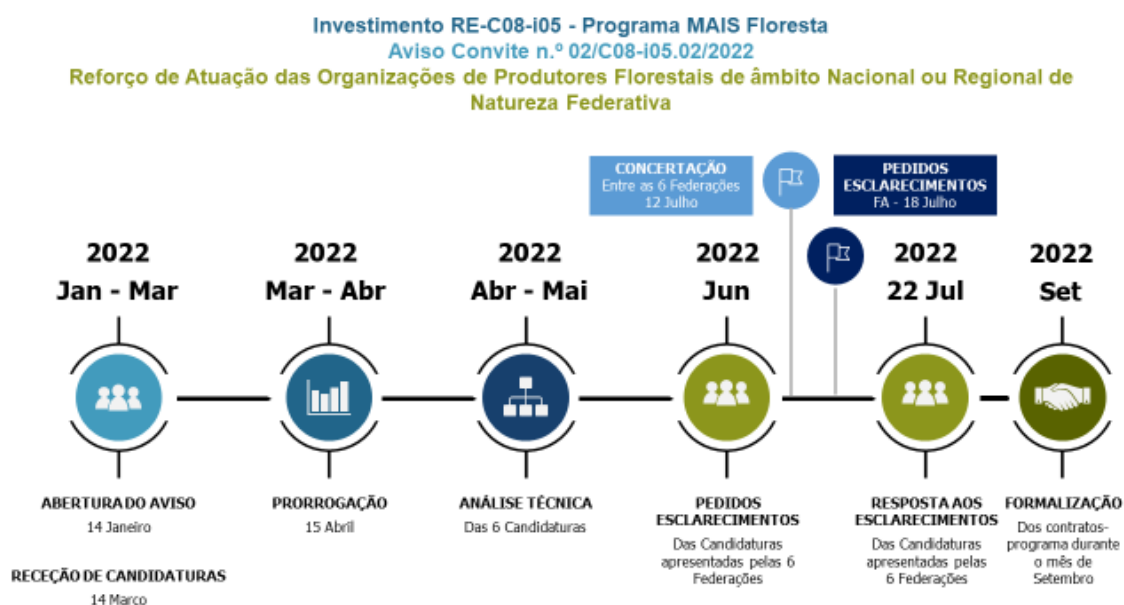 Investimento RE-C08-i05 - Programa MAIS Floresta
Aviso Convite n.º 02/C08-i05.02/2022
Reforço de Atuação das Organizações de Produtores Florestais de âmbito Nacional ou Regional de
Natureza Federativa
CONCERTAÇÃO
Entre as 6 Federações
12 Julho
PEDIDOS
ESCLARECIMENTOS
FA - 18 Julho
2022
Jan - Mar
2022
Mar - Abr
2022
Abr - Mai
2022
Jun
2022
22 Jul
2022
Set
ABERTURA DO AVISO
14 Janeiro
RECEÇÃO DE CANDIDATURAS
14 Março
PRORROGAÇÃO
15 Abril
ANÁLISE TÉCNICA
Das 6 Candidaturas
PEDIDOS
ESCLARECIMENTOS
Das Candidaturas
apresentadas pelas 6
Federações
RESPOSTA AOS
ESCLARECIMENTOS
Das Candidaturas
apresentadas pelas
6 Federações
FORMALIZAÇÃO
Dos contratos-
programa durante
o mês de
Setembro